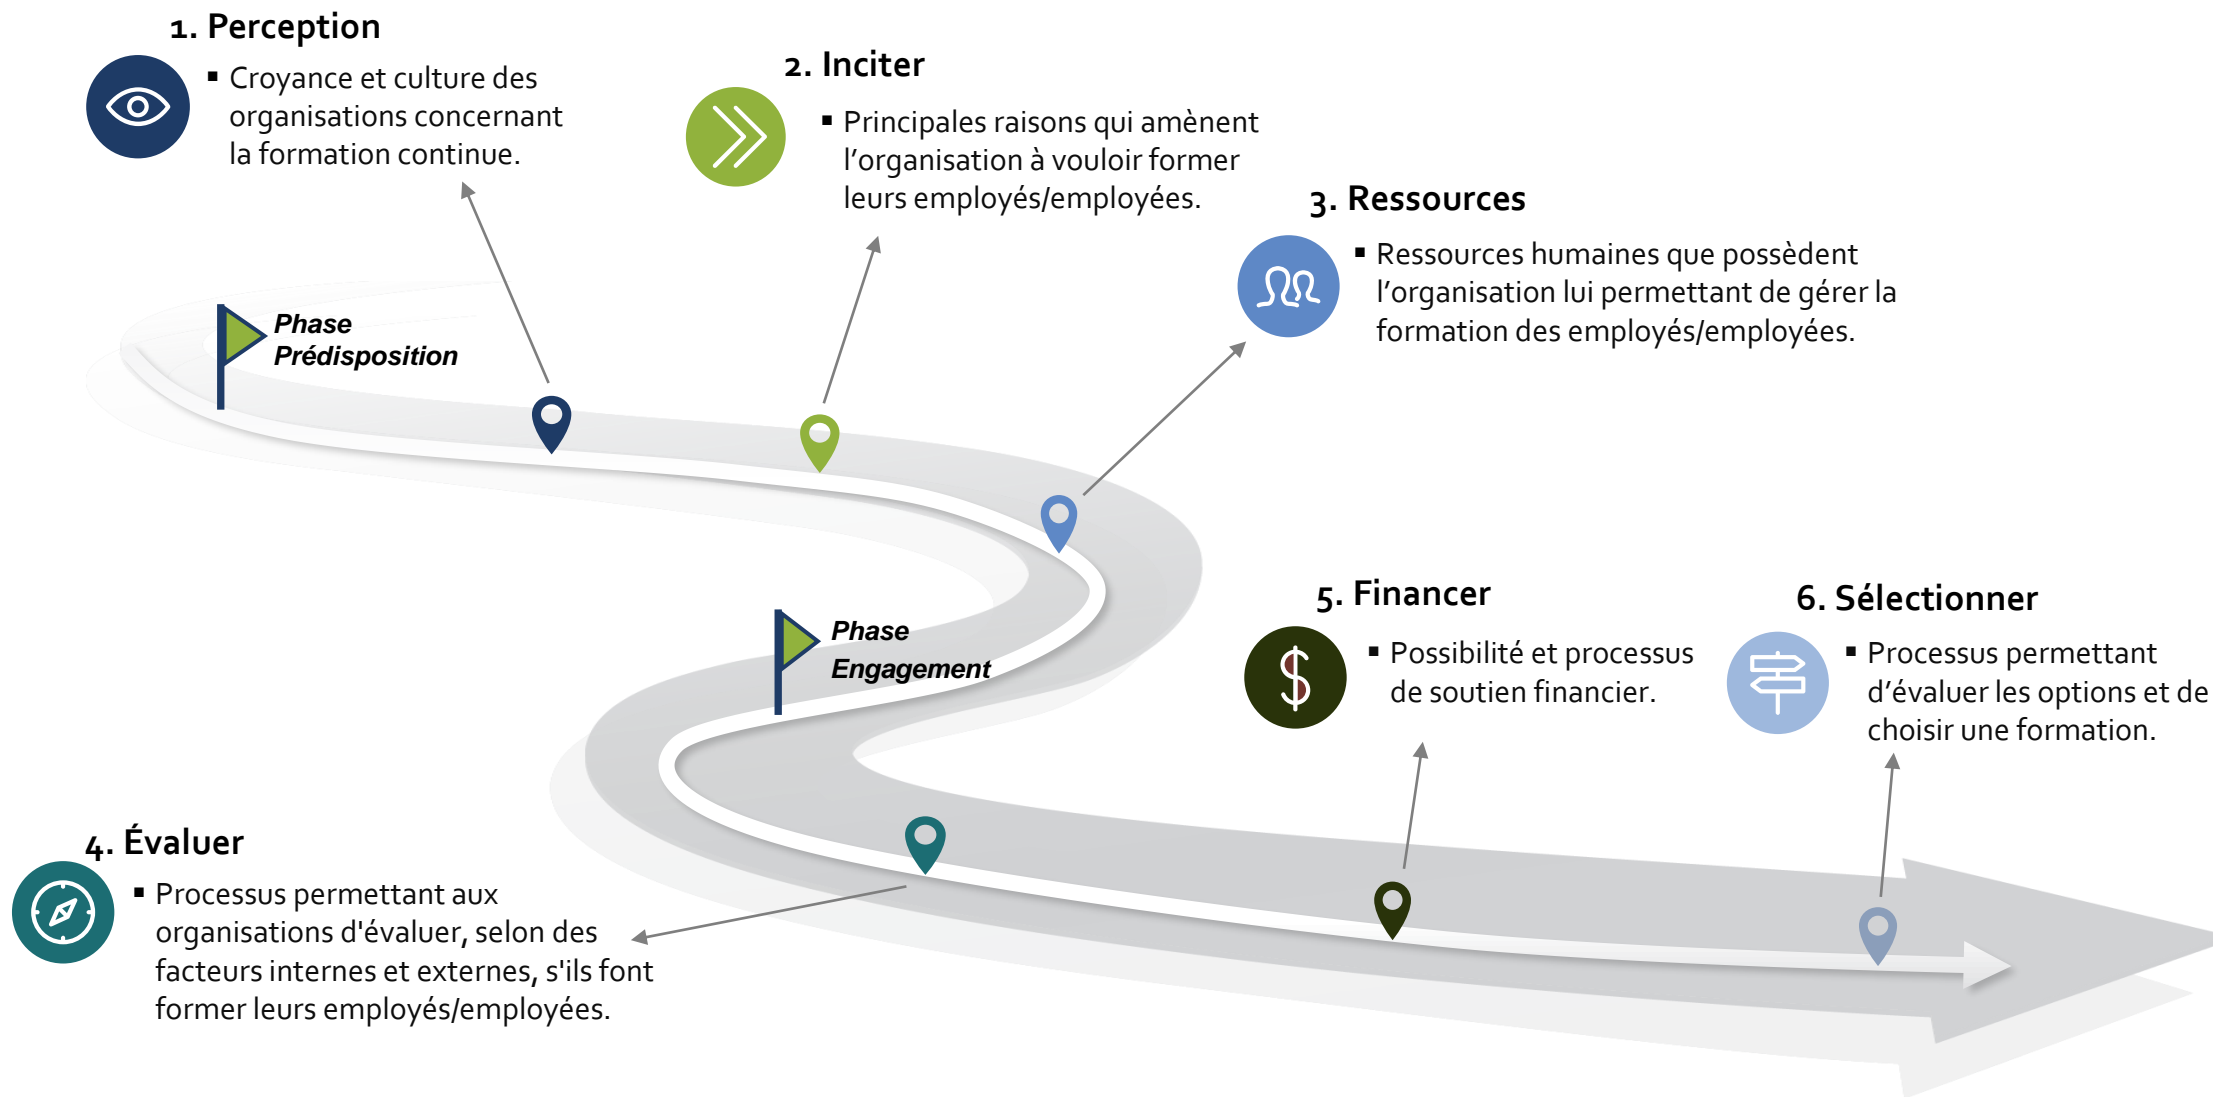 1. Perception
▪ Croyance et culture des
organisations concernant
la formation continue.
2. Inciter
▪ Principales raisons qui amènent
l’organisation à vouloir former
leurs employés/employées.
3. Ressources
▪ Ressources humaines que possèdent
l’organisation lui permettant de gérer la
formation des employés/employées.
Phase
Prédisposition
Phase
Engagement
4. Évaluer
▪ Processus permettant aux
organisations d'évaluer, selon des
facteurs internes et externes, s'ils font
former leurs employés/employées.
5. Financer
▪ Possibilité et processus
de soutien financier.
6. Sélectionner
▪ Processus permettant
d’évaluer les options et de
choisir une formation.